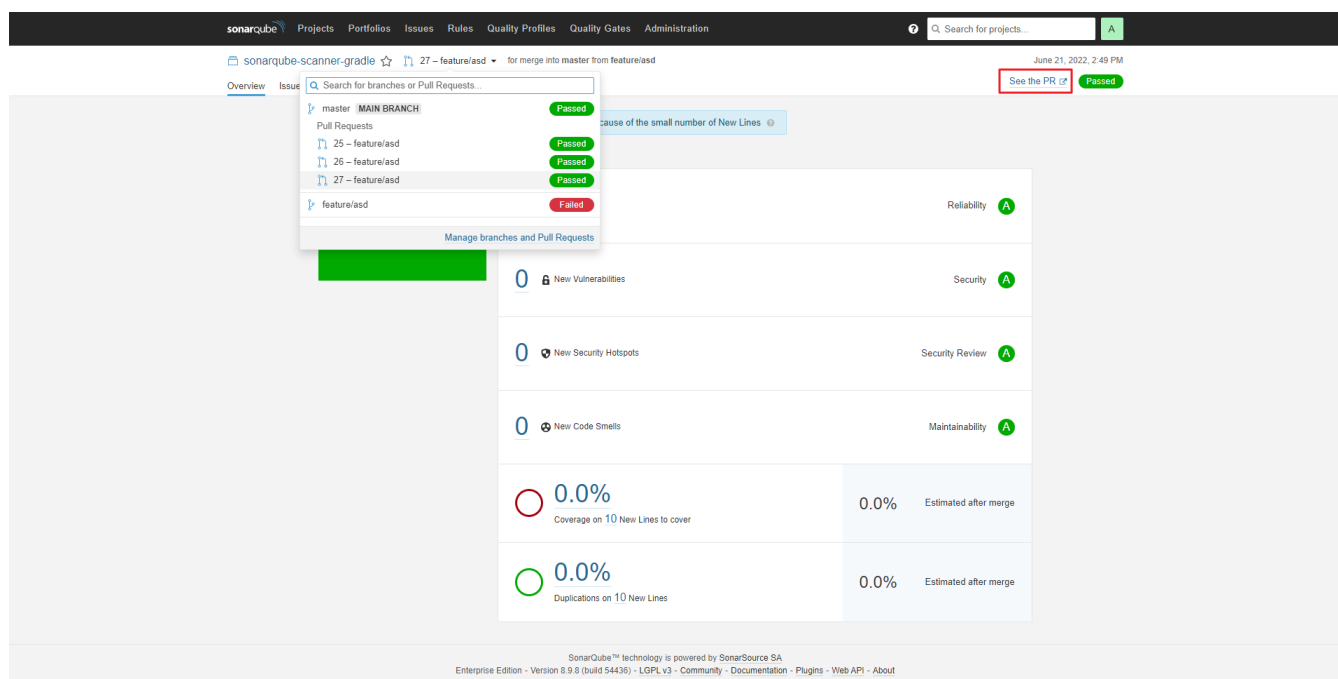 sonarqube Projects Portfolios Issues Rules Quality Profiles Quality Gates Administration ? Search for projects... A
sonarqube-scanner-gradle 27 – feature/asd for merge into master from feature/asd June 21, 2022, 2:49 PM
Overview Issue See the PR Passed
Search for branches or Pull Requests...
master MAIN BRANCH Passed
cause of the small number of New Lines ?
Pull Requests
25 – feature/asd Passed
26 – feature/asd Passed
27 – feature/asd Passed
feature/asd Failed
Reliability A
Manage branches and Pull Requests
0 New Vulnerabilities Security A
0 New Security Hotspots Security Review A
0 New Code Smells Maintainability A
0.0%
Coverage on 10 New Lines to cover
0.0% Estimated after merge
0.0%
Duplications on 10 New Lines
0.0% Estimated after merge
SonarQube™ technology is powered by SonarSource SA
Enterprise Edition - Version 8.9.8 (build 54436) - LGPL v3 - Community - Documentation - Plugins - Web API - About